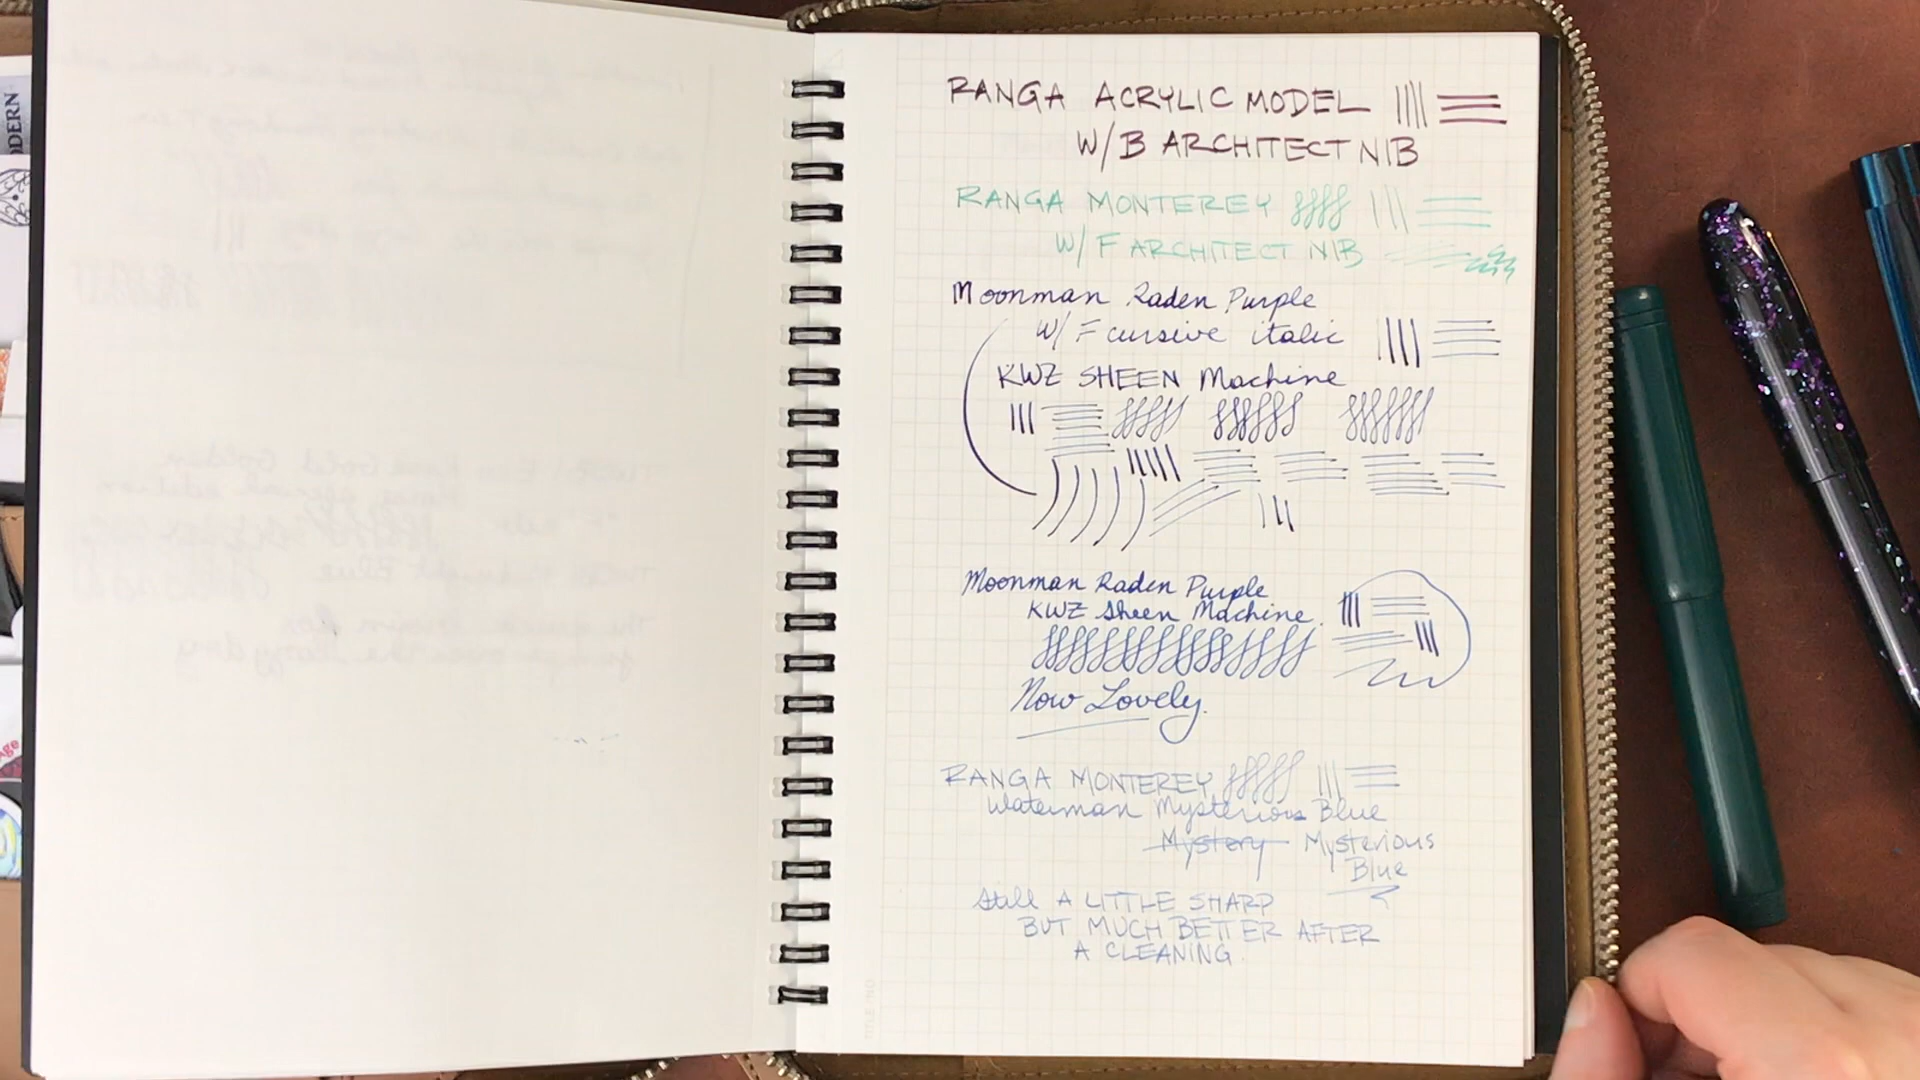 DERN
RANGA ACRYLIC MODEL
W/B ARCHITECT NIB
RANGA MONTEREY
W/ F ARCHITECT NIB
Moonman Raden Purple
W/ F cursive italic
KWZ SHEEN Machine
Moonman Raden Purple
KWZ Sheen Machine.
Now Lovely.
RANGA MONTEREY
Waterman Mysterious Blue
Mystery Mysterious
Blue
Still A LITTLE SHARP
BUT MUCH BETTER AFTER
A CLEANING.